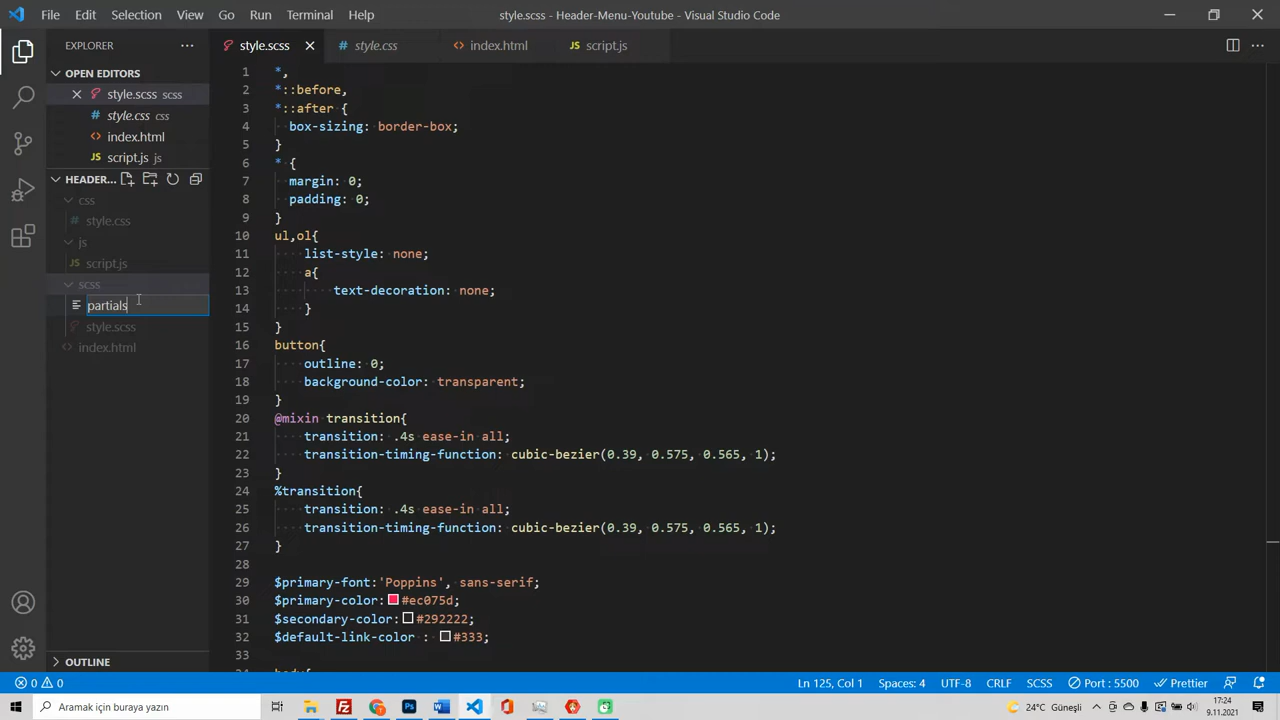 File Edit Selection View Go Run Terminal Help
style.scss - Header-Menu-Youtube - Visual Studio Code
EXPLORER
OPEN EDITORS
style.scss scss
style.css css
index.html
script.js js
HEADER...
css
style.css
js
script.js
scss
partials
style.scss
index.html
OUTLINE
style.scss
style.css
index.html
script.js
1 *,
2 *::before,
3 *::after {
4 box-sizing: border-box;
5 }
6 * {
7 margin: 0;
8 padding: 0;
9 }
10 ul,ol{
11 list-style: none;
12 a{
13 text-decoration: none;
14 }
15 }
16 button{
17 outline: 0;
18 background-color: transparent;
19 }
20 @mixin transition{
21 transition: .4s ease-in all;
22 transition-timing-function: cubic-bezier(0.39, 0.575, 0.565, 1);
23 }
24 %transition{
25 transition: .4s ease-in all;
26 transition-timing-function: cubic-bezier(0.39, 0.575, 0.565, 1);
27 }
28
29 $primary-font:'Poppins', sans-serif;
30 $primary-color: #ec075d;
31 $secondary-color: #292222;
32 $default-link-color : #333;
33
0 0
Ln 125, Col 1 Spaces: 4 UTF-8 CRLF SCSS Port : 5500 Prettier
Aramak için buraya yazın
24°C Güneşli
17:24
9.11.2021